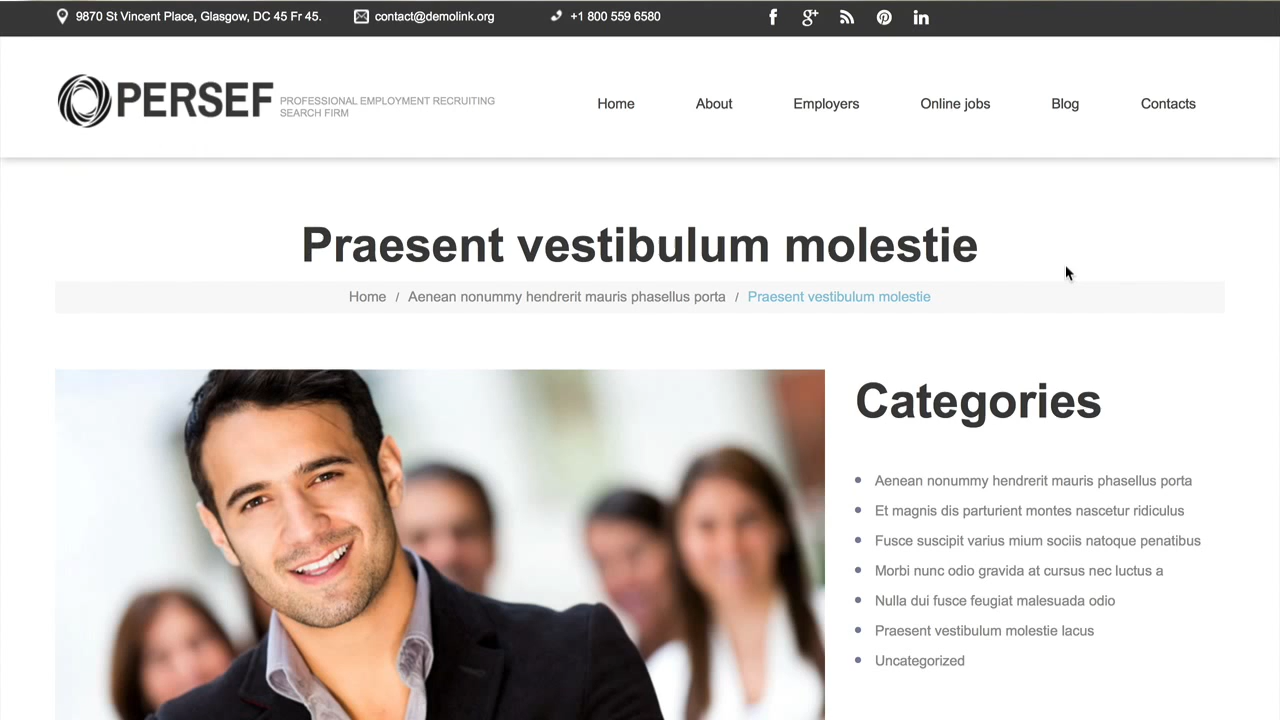 9870 St Vincent Place, Glasgow, DC 45 Fr 45. contact@demolink.org +1 800 559 6580
PERSEF PROFESSIONAL EMPLOYMENT RECRUITING
SEARCH FIRM
Home About Employers Online jobs Blog Contacts
Praesent vestibulum molestie
Home / Aenean nonummy hendrerit mauris phasellus porta / Praesent vestibulum molestie
Categories
Aenean nonummy hendrerit mauris phasellus porta
Et magnis dis parturient montes nascetur ridiculus
Fusce suscipit varius mium sociis natoque penatibus
Morbi nunc odio gravida at cursus nec luctus a
Nulla dui fusce feugiat malesuada odio
Praesent vestibulum molestie lacus
Uncategorized